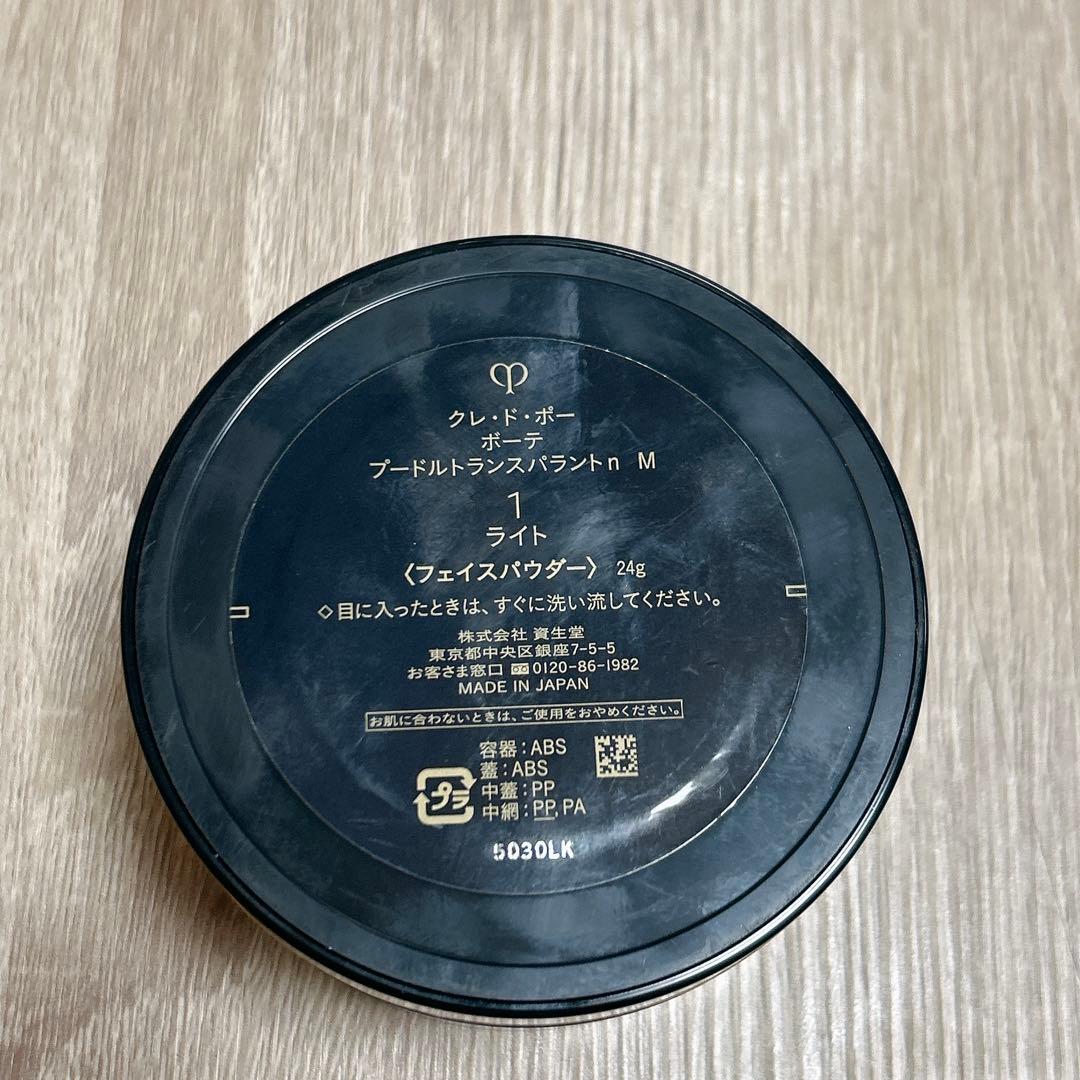 クレ・ド・ポー
ボーテ
プードルトランスパラントn M
1
ライト
〈フェイスパウダー〉 24g
◇目に入ったときは、すぐに洗い流してください。
株式会社 資生堂
東京都中央区銀座7-5-5
お客さま窓口 0120-86-1982
MADE IN JAPAN
お肌に合わないときは、ご使用をおやめください。
容器:ABS
蓋:ABS
中蓋:PP
中網:PP,PA
プラ
5030LK